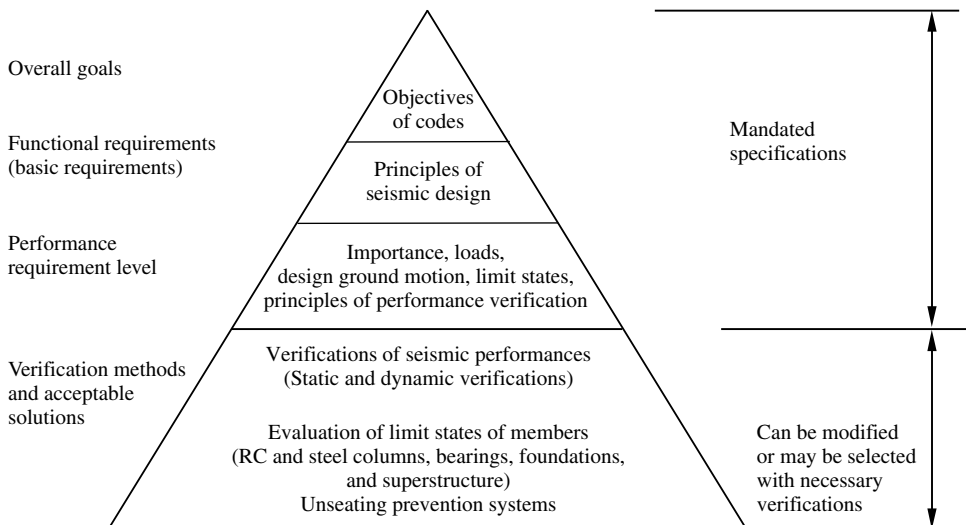 Overall goals
Functional requirements
(basic requirements)
Performance
requirement level
Verification methods
and acceptable
solutions
Objectives
of codes
Principles of
seismic design
Importance, loads,
design ground motion, limit states,
principles of performance verification
Verifications of seismic performances
(Static and dynamic verifications)
Evaluation of limit states of members
(RC and steel columns, bearings, foundations,
and superstructure)
Unseating prevention systems
Mandated
specifications
Can be modified
or may be selected
with necessary
verifications